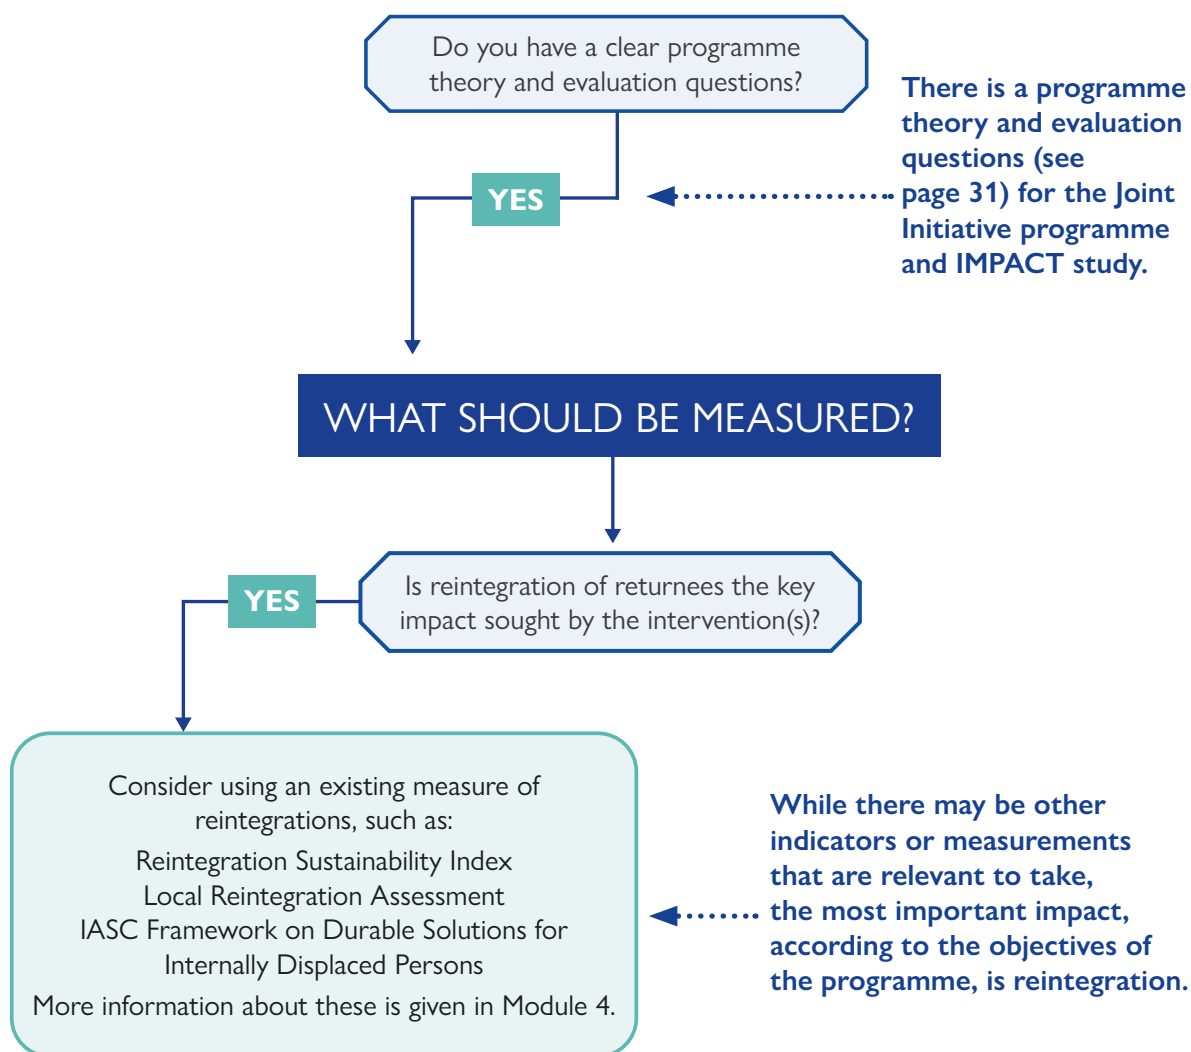 Do you have a clear programme
theory and evaluation questions?
There is a programme
theory and evaluation
questions (see
page 31) for the Joint
Initiative programme
and IMPACT study.
YES
WHAT SHOULD BE MEASURED?
Is reintegration of returnees the key
impact sought by the intervention(s)?
YES
Consider using an existing measure of
reintegrations, such as:
Reintegration Sustainability Index
Local Reintegration Assessment
IASC Framework on Durable Solutions for
Internally Displaced Persons
More information about these is given in Module 4.
While there may be other
indicators or measurements
that are relevant to take,
the most important impact,
according to the objectives of
the programme, is reintegration.